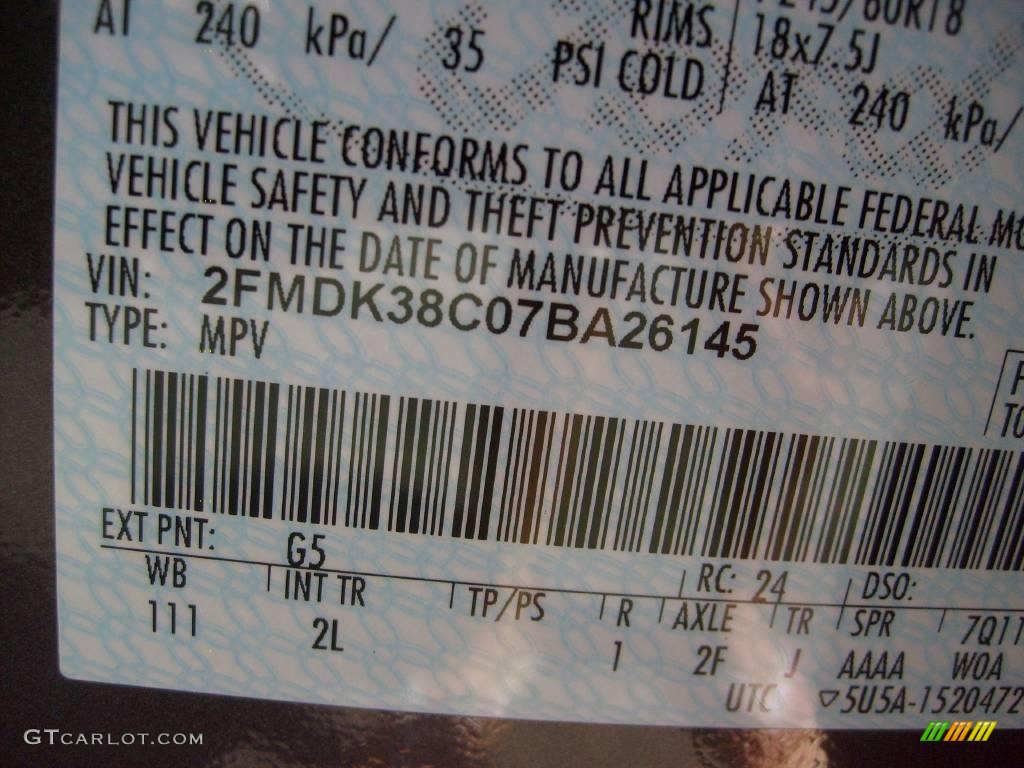 RIMS 18x7.5J
AT 240 kPa/ 35 PSI COLD AT 240 kPa/
THIS VEHICLE CONFORMS TO ALL APPLICABLE FEDERAL
VEHICLE SAFETY AND THEFT PREVENTION STANDARDS IN
EFFECT ON THE DATE OF MANUFACTURE SHOWN ABOVE.
VIN: 2FMDK38C07BA26145
TYPE: MPV
EXT PNT: G5 RC: 24 DSO:
WB INT TR TP/PS R AXLE TR SPR
111 2L 1 2F J AAAA W0A
UTC ▽5U5A-1520472
GTCARLOT.COM